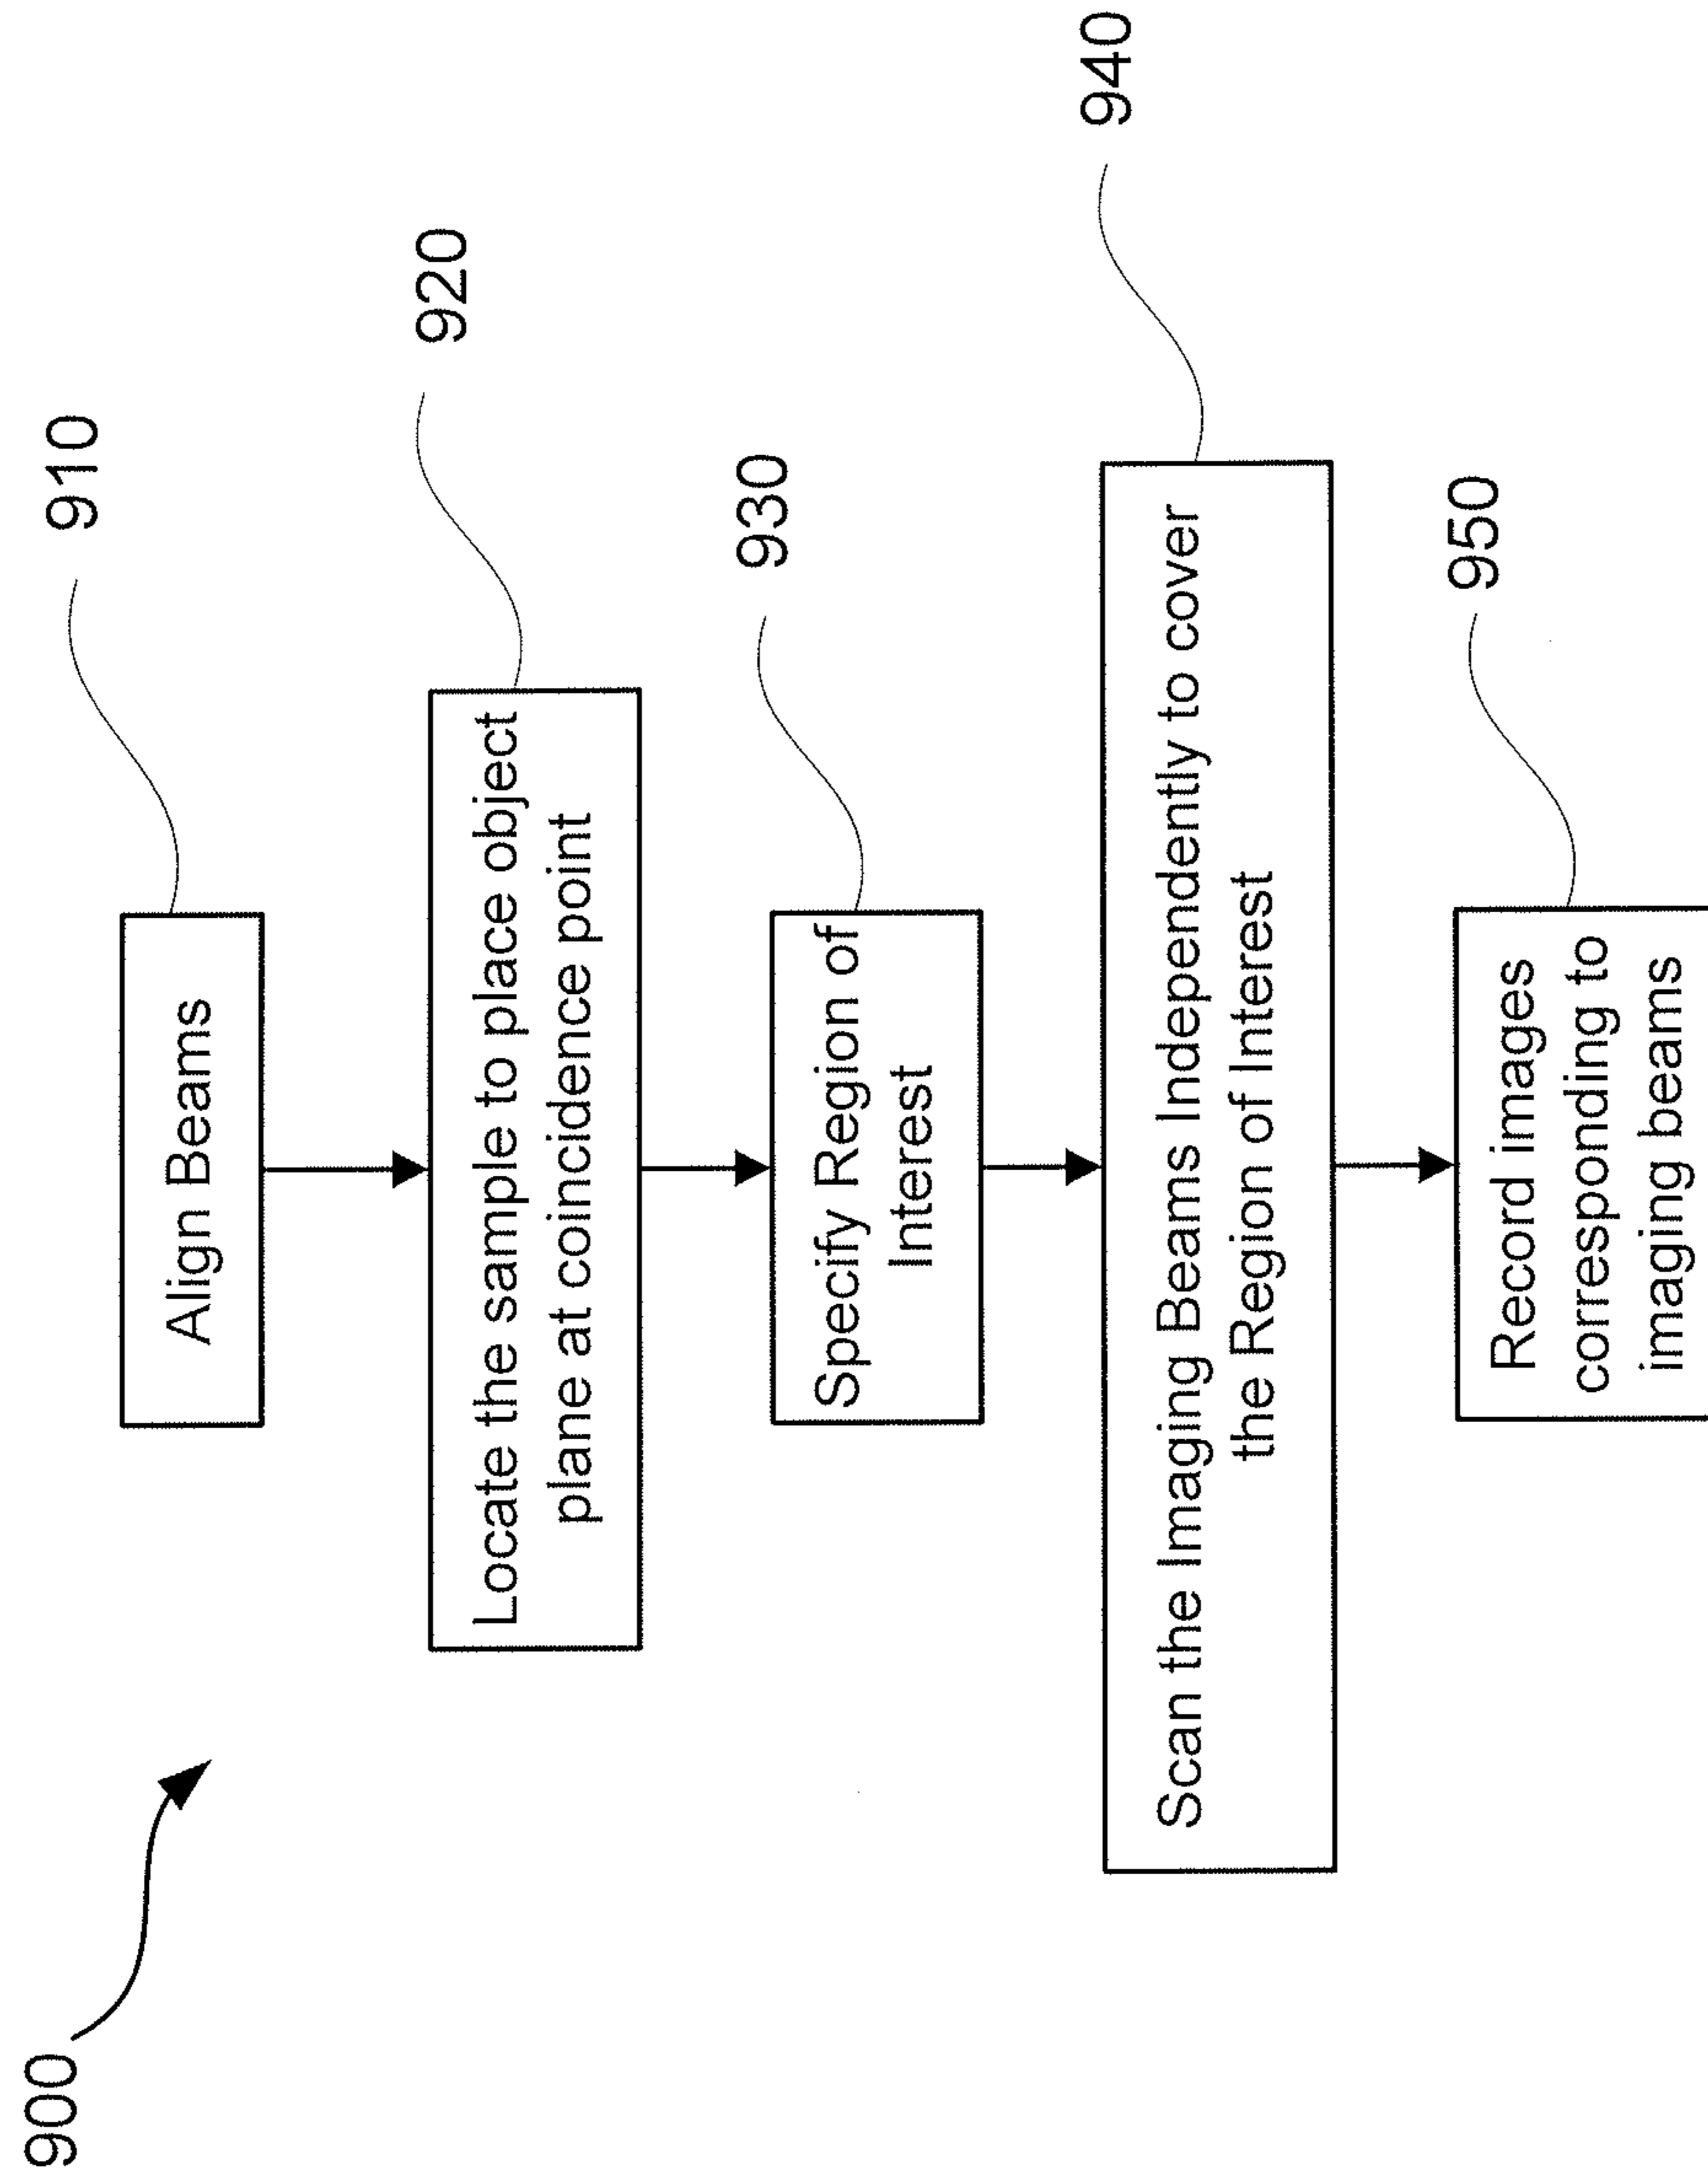 900
910
Align Beams
920
Locate the sample to place object
plane at coincidence point
930
Specify Region of
Interest
940
Scan the Imaging Beams Independently to cover
the Region of Interest
950
Record images
corresponding to
imaging beams